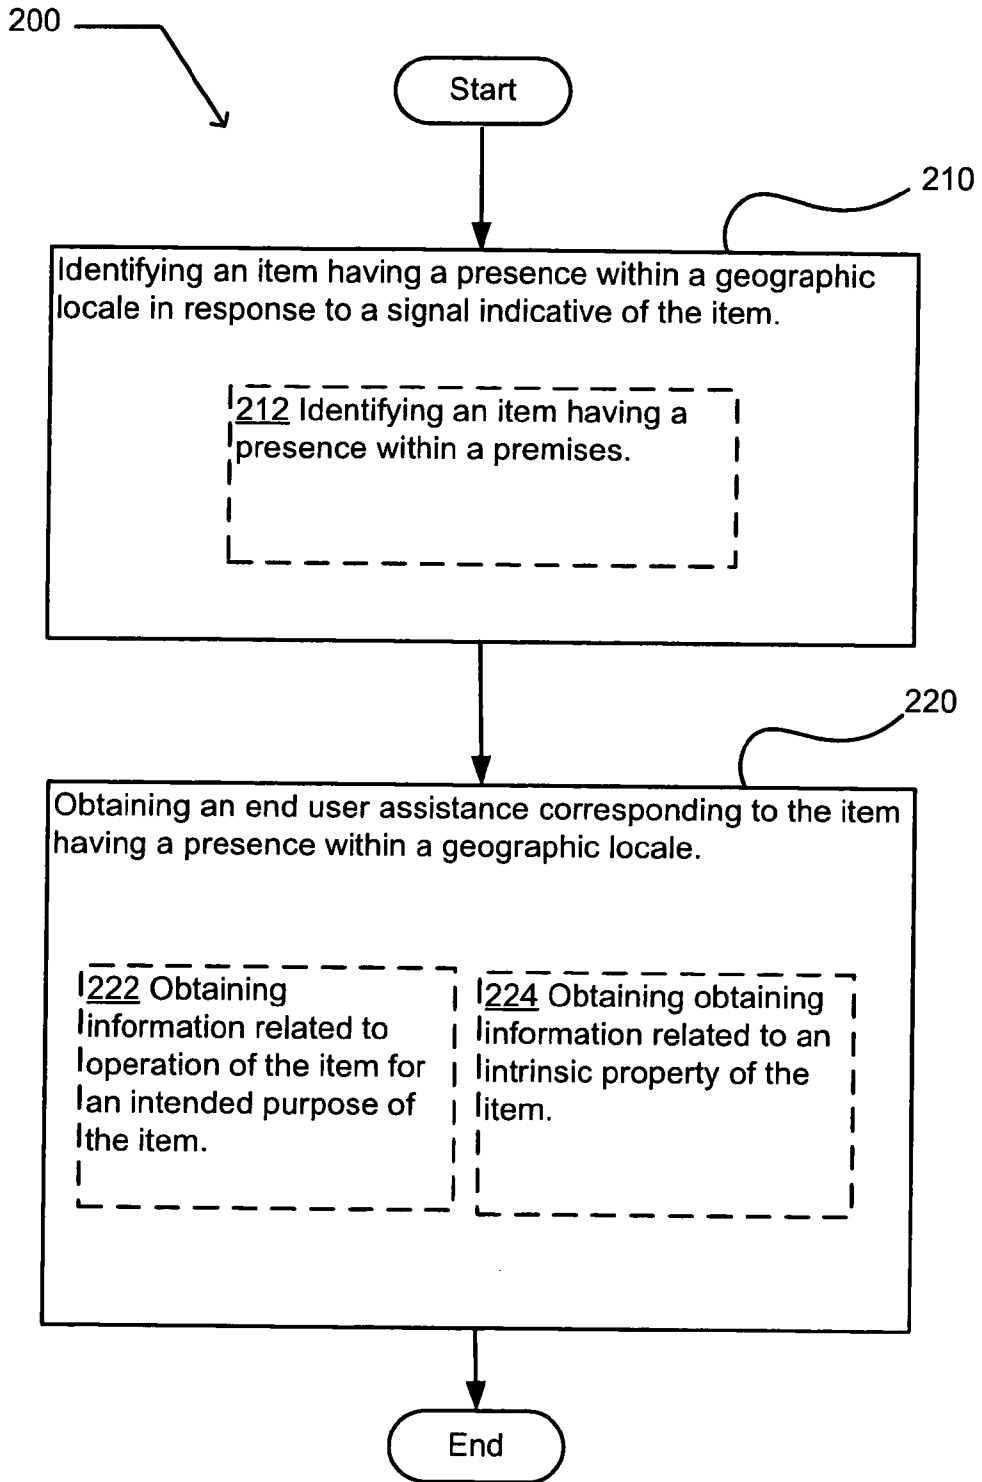 200
Start
210
Identifying an item having a presence within a geographic
locale in response to a signal indicative of the item.
212 Identifying an item having a
presence within a premises.
220
Obtaining an end user assistance corresponding to the item
having a presence within a geographic locale.
222 Obtaining
information related to
operation of the item for
an intended purpose of
the item.
224 Obtaining obtaining
information related to an
intrinsic property of the
item.
End